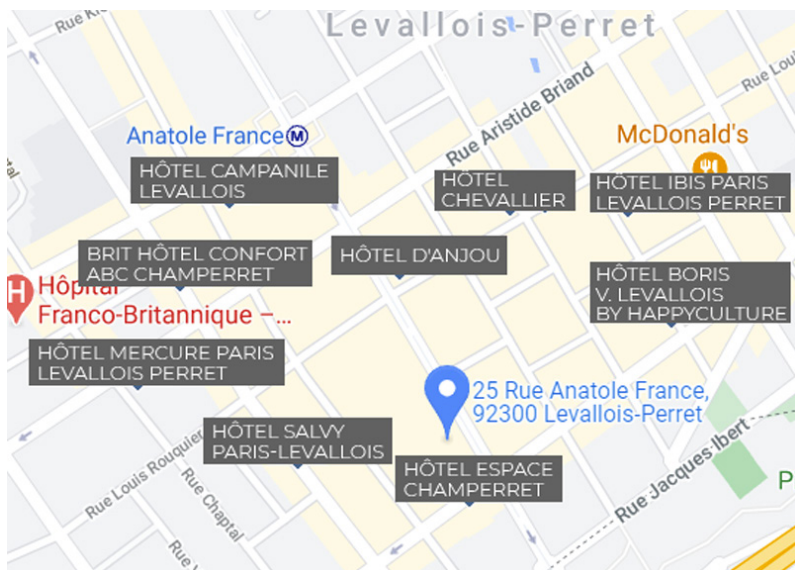 Levallois-Perret
Rue Aristide Briand
Rue Loui
Anatole France
M
McDonald's
HÔTEL CAMPANILE
LEVALLOIS
HÔTEL
CHEVALLIER
HÔTEL IBIS PARIS
LEVALLOIS PERRET
BRIT HÔTEL CONFORT
ABC CHAMPERRET
HÔTEL D'ANJOU
HÔTEL BORIS
V. LEVALLOIS
BY HAPPYCULTURE
H
Hôpital
Franco-Britannique –...
HÔTEL MERCURE PARIS
LEVALLOIS PERRET
25 Rue Anatole France,
92300 Levallois-Perret
HÔTEL SALVY
PARIS-LEVALLOIS
HÔTEL ESPACE
CHAMPERRET
Rue Louis Rouquier
Rue Chaptal
Rue Jacques Ibert
P